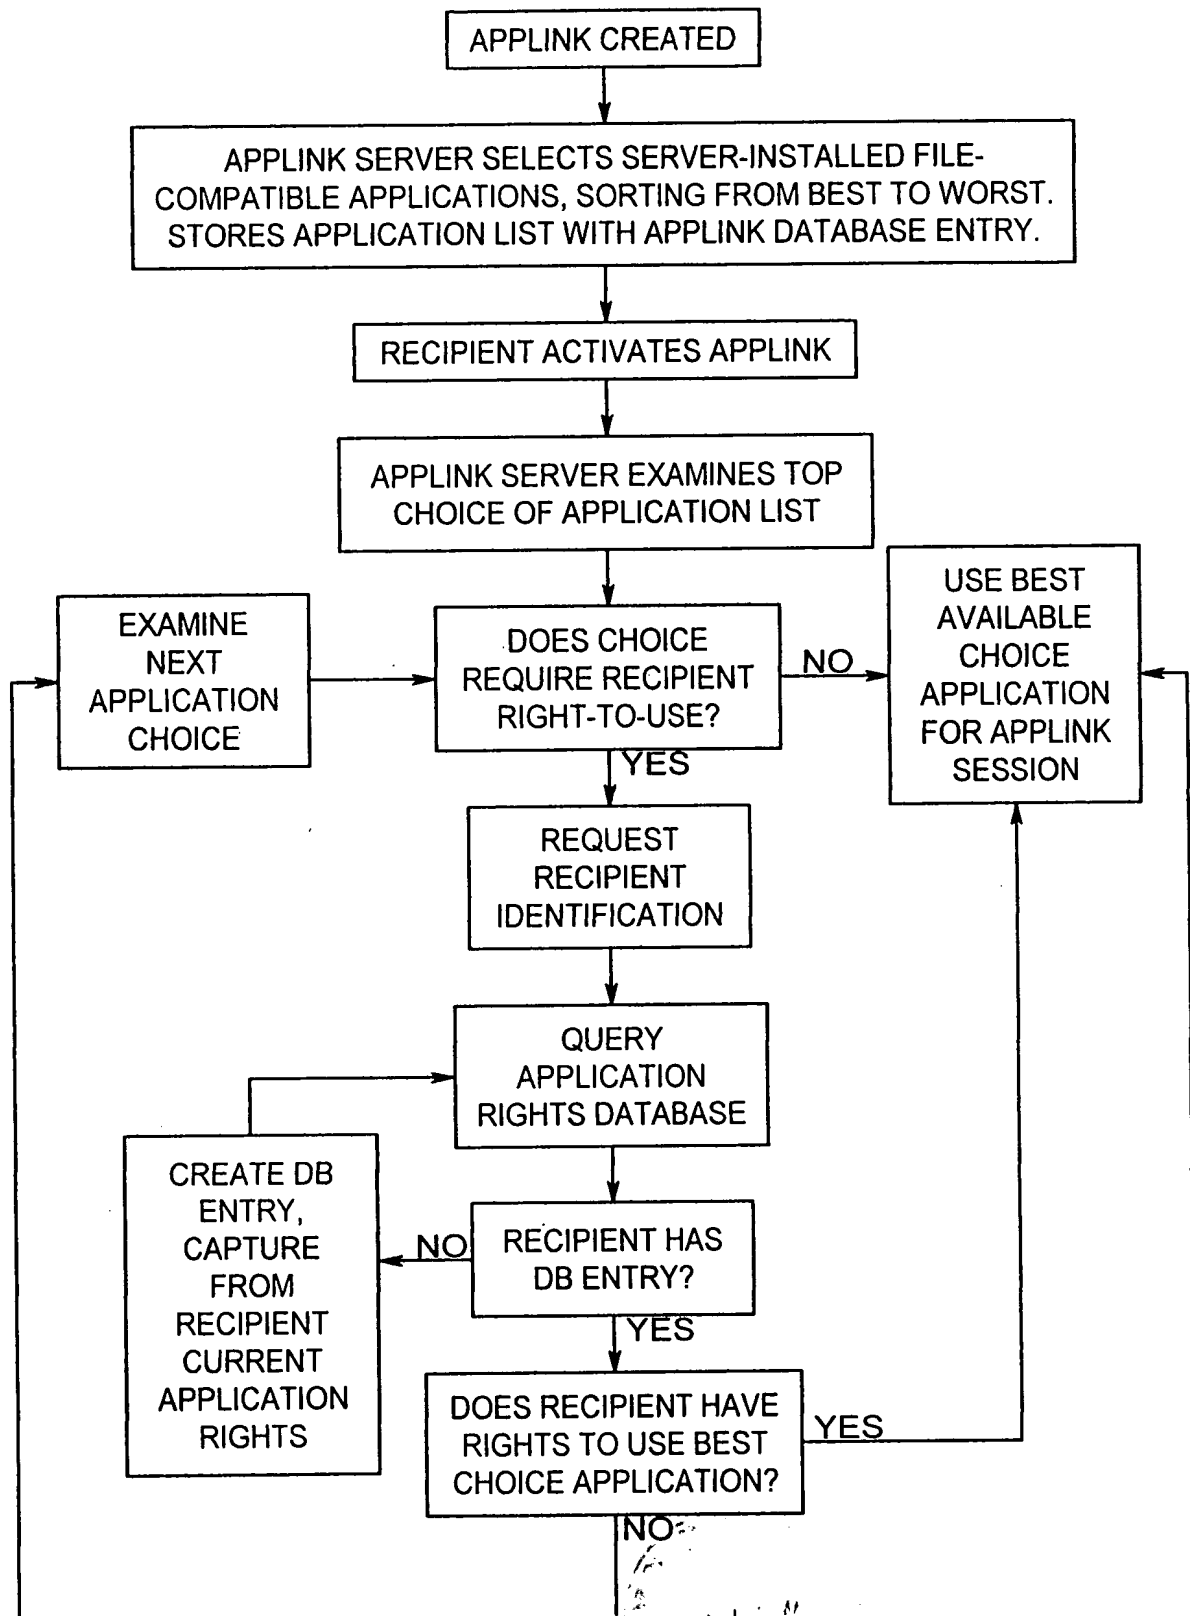 APPLINK CREATED
APPLINK SERVER SELECTS SERVER-INSTALLED FILE-
COMPATIBLE APPLICATIONS, SORTING FROM BEST TO WORST.
STORES APPLICATION LIST WITH APPLINK DATABASE ENTRY.
RECIPIENT ACTIVATES APPLINK
APPLINK SERVER EXAMINES TOP
CHOICE OF APPLICATION LIST
EXAMINE
NEXT
APPLICATION
CHOICE
DOES CHOICE
REQUIRE RECIPIENT
RIGHT-TO-USE?
NO
USE BEST
AVAILABLE
CHOICE
APPLICATION
FOR APPLINK
SESSION
YES
REQUEST
RECIPIENT
IDENTIFICATION
QUERY
APPLICATION
RIGHTS DATABASE
CREATE DB
ENTRY,
CAPTURE
FROM
RECIPIENT
CURRENT
APPLICATION
RIGHTS
NO
RECIPIENT HAS
DB ENTRY?
YES
DOES RECIPIENT HAVE
RIGHTS TO USE BEST
CHOICE APPLICATION?
YES
NO